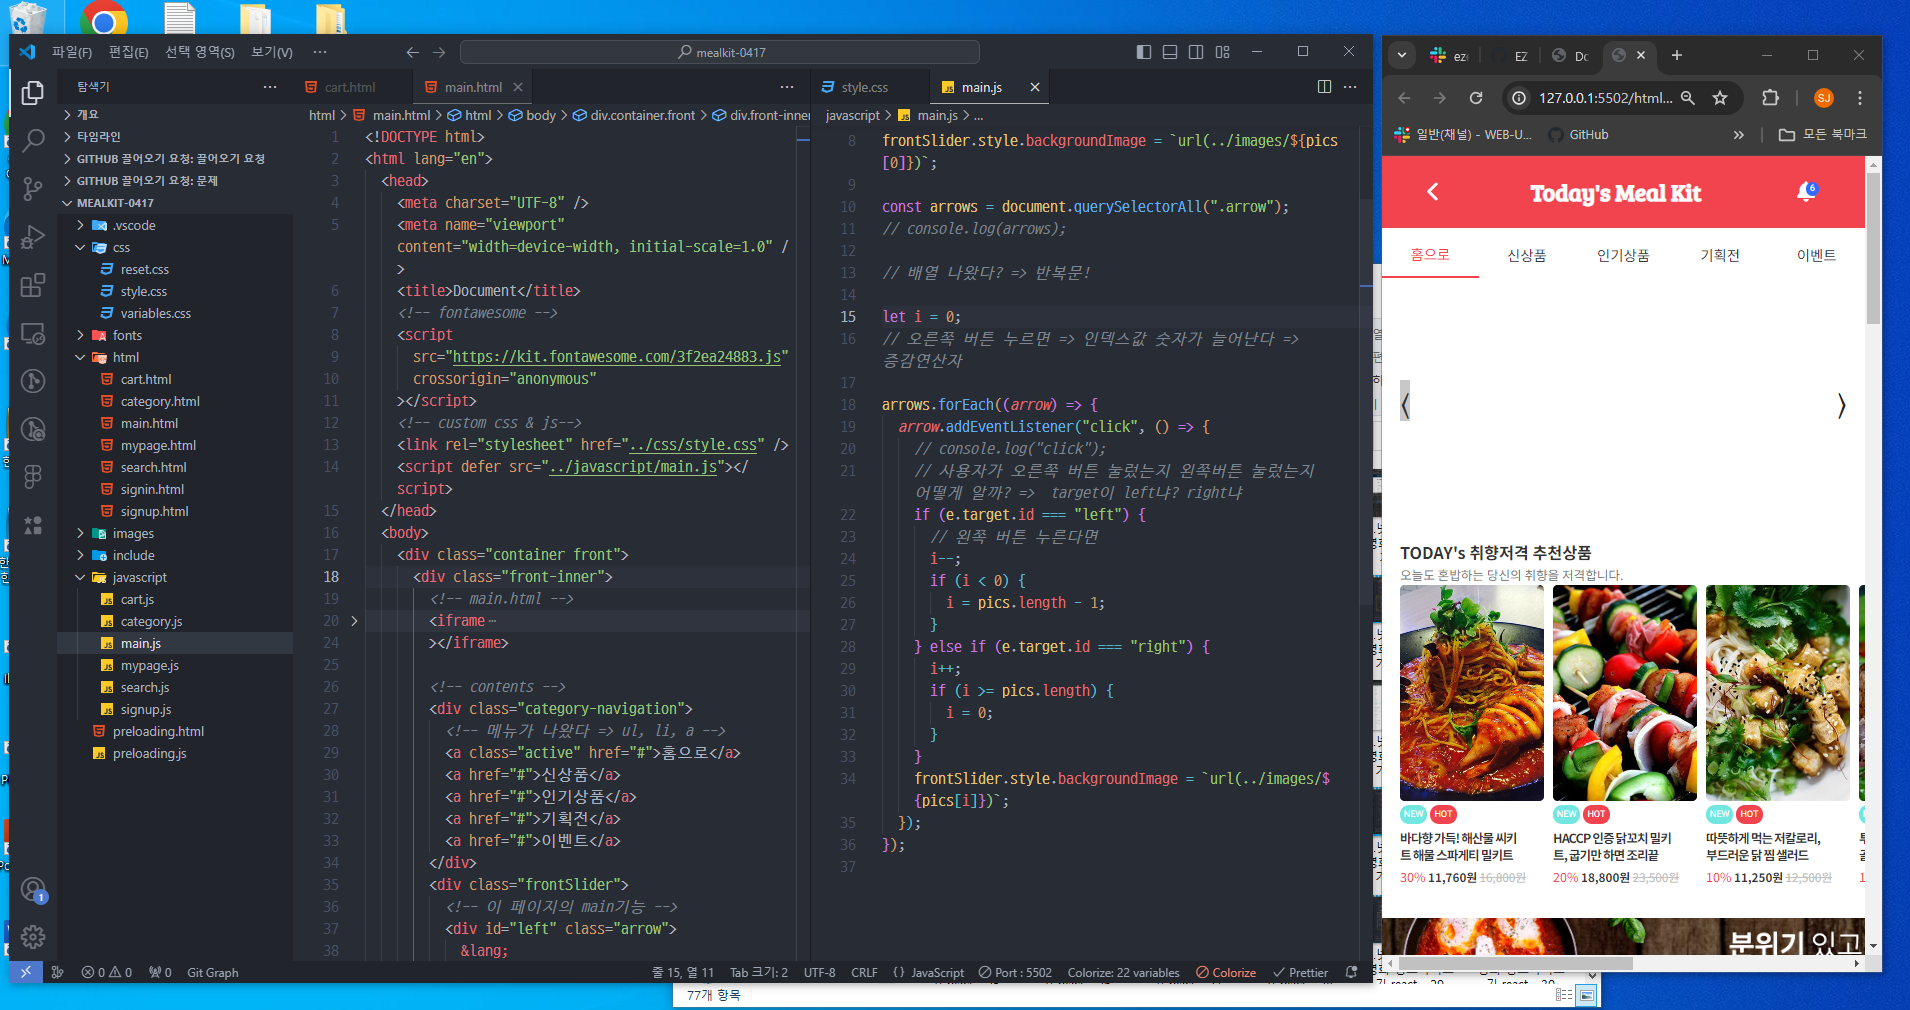 파일(F) 편집(E) 선택 영역(S) 보기(V) ···
mealkit-0417
탐색기
개요
타임라인
GITHUB 끌어오기 요청: 끌어오기 요청
GITHUB 끌어오기 요청: 문제
MEALKIT-0417
.vscode
css
reset.css
style.css
variables.css
fonts
html
cart.html
category.html
main.html
mypage.html
search.html
signin.html
signup.html
images
include
javascript
cart.js
category.js
main.js
mypage.js
search.js
signup.js
preloading.html
preloading.js
cart.html
main.html
html > main.html > html > body > div.container.front > div.front-inner
1 <!DOCTYPE html>
2 <html lang="en">
3 <head>
4 <meta charset="UTF-8" />
5 <meta name="viewport"
content="width=device-width, initial-scale=1.0" /
>
6 <title>Document</title>
7 <!-- fontawesome -->
8 <script
9 src="https://kit.fontawesome.com/3f2ea24883.js"
10 crossorigin="anonymous"
11 ></script>
12 <!-- custom css & js-->
13 <link rel="stylesheet" href="../css/style.css" />
14 <script defer src="../javascript/main.js"></
script>
15 </head>
16 <body>
17 <div class="container front">
18 <div class="front-inner">
19 <!-- main.html -->
20 <iframe ···
24 ></iframe>
25
26 <!-- contents -->
27 <div class="category-navigation">
28 <!-- 메뉴가 나왔다 => ul, li, a -->
29 <a class="active" href="#">홈으로</a>
30 <a href="#">신상품</a>
31 <a href="#">인기상품</a>
32 <a href="#">기획전</a>
33 <a href="#">이벤트</a>
34 </div>
35 <div class="frontSlider">
36 <!-- 이 페이지의 main기능 -->
37 <div id="left" class="arrow">
38 &lang;
style.css
main.js
javascript > main.js > ...
8 frontSlider.style.backgroundImage = `url(../images/${pics
[0]})`;
9
10 const arrows = document.querySelectorAll(".arrow");
11 // console.log(arrows);
12
13 // 배열 나왔다? => 반복문!
14
15 let i = 0;
16 // 오른쪽 버튼 누르면 => 인덱스값 숫자가 늘어난다 =>
증감연산자
17
18 arrows.forEach((arrow) => {
19 arrow.addEventListener("click", () => {
20 // console.log("click");
21 // 사용자가 오른쪽 버튼 눌렀는지 왼쪽버튼 눌렀는지
어떻게 알까? => target이 left냐? right냐
22 if (e.target.id === "left") {
23 // 왼쪽 버튼 누른다면
24 i--;
25 if (i < 0) {
26 i = pics.length - 1;
27 }
28 } else if (e.target.id === "right") {
29 i++;
30 if (i >= pics.length) {
31 i = 0;
32 }
33 }
34 frontSlider.style.backgroundImage = `url(../images/$
{pics[i]})`;
35 });
36 });
37
1
0 0 0 Git Graph
줄 15, 열 11 Tab 크기: 2 UTF-8 CRLF {} JavaScript Port : 5502 Colorize: 22 variables Colorize Prettier
77개 항목
EZ
127.0.0.1:5502/html...
SJ
일반(채널) - WEB-U... GitHub » 모든 북마크
Today's Meal Kit
6
홈으로 신상품 인기상품 기획전 이벤트
⟨ ⟩
TODAY's 취향저격 추천상품
오늘도 혼밥하는 당신의 취향을 저격합니다.
NEW HOT
바다향 가득! 해산물 씨키
트 해물 스파게티 밀키트
30% 11,760원 16,800원
NEW HOT
HACCP 인증 닭꼬치 밀키
트, 굽기만 하면 조리끝
20% 18,800원 23,500원
NEW HOT
따뜻하게 먹는 저칼로리,
부드러운 닭 찜 샐러드
10% 11,250원 12,500원
분위기 있고